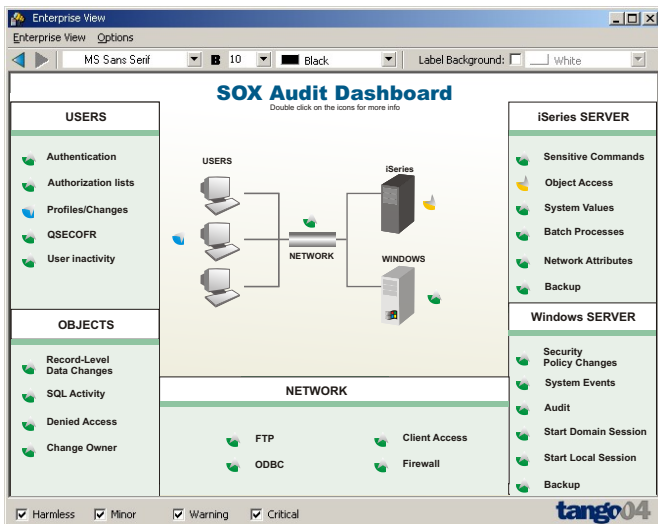 Enterprise View
Enterprise View Options
MS Sans Serif B 10 Black Label Background: White
SOX Audit Dashboard
Double click on the icons for more info
USERS
Authentication
Authorization lists
Profiles/Changes
QSECOFR
User inactivity
OBJECTS
Record-Level
Data Changes
SQL Activity
Denied Access
Change Owner
USERS
iSeries
NETWORK
WINDOWS
NETWORK
FTP
Client Access
ODBC
Firewall
iSeries SERVER
Sensitive Commands
Object Access
System Values
Batch Processes
Network Attributes
Backup
Windows SERVER
Security
Policy Changes
System Events
Audit
Start Domain Session
Start Local Session
Backup
Harmless Minor Warning Critical
tango04